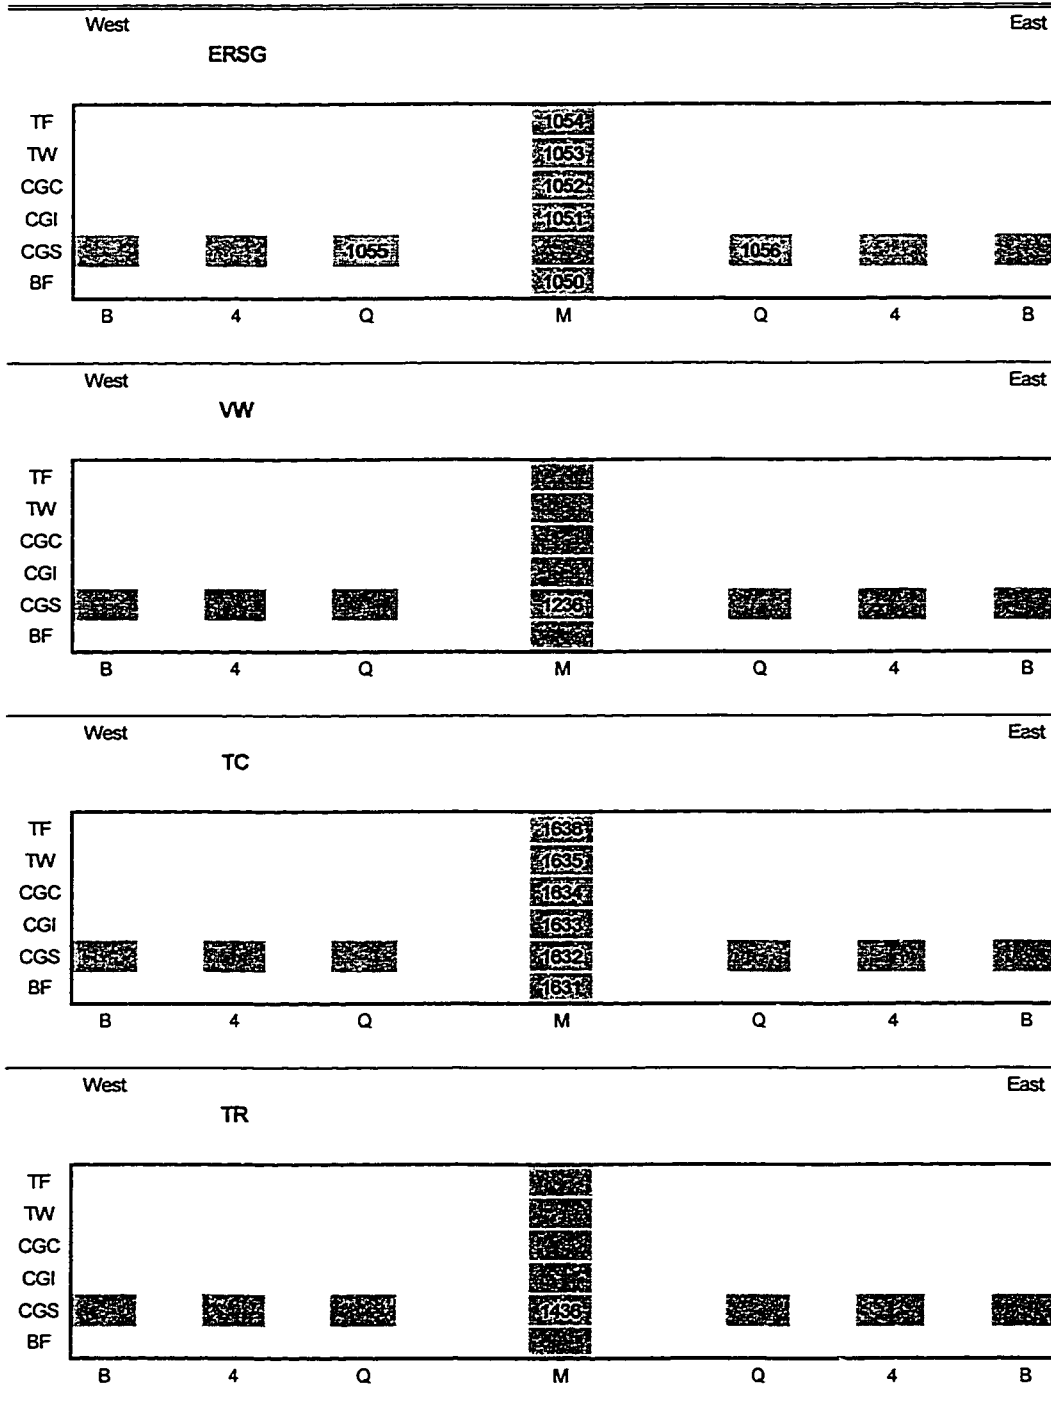 West East
ERSG
TF 1054
TW 1053
CGC 1052
CGI 1051
CGS 1055 1056
BF 1050
B 4 Q M Q 4 B
West East
VW
TF
TW
CGC
CGI
CGS 1236
BF
B 4 Q M Q 4 B
West East
TC
TF 1636
TW 1635
CGC 1634
CGI 1633
CGS 1632
BF 1631
B 4 Q M Q 4 B
West East
TR
TF
TW
CGC
CGI
CGS 1436
BF
B 4 Q M Q 4 B